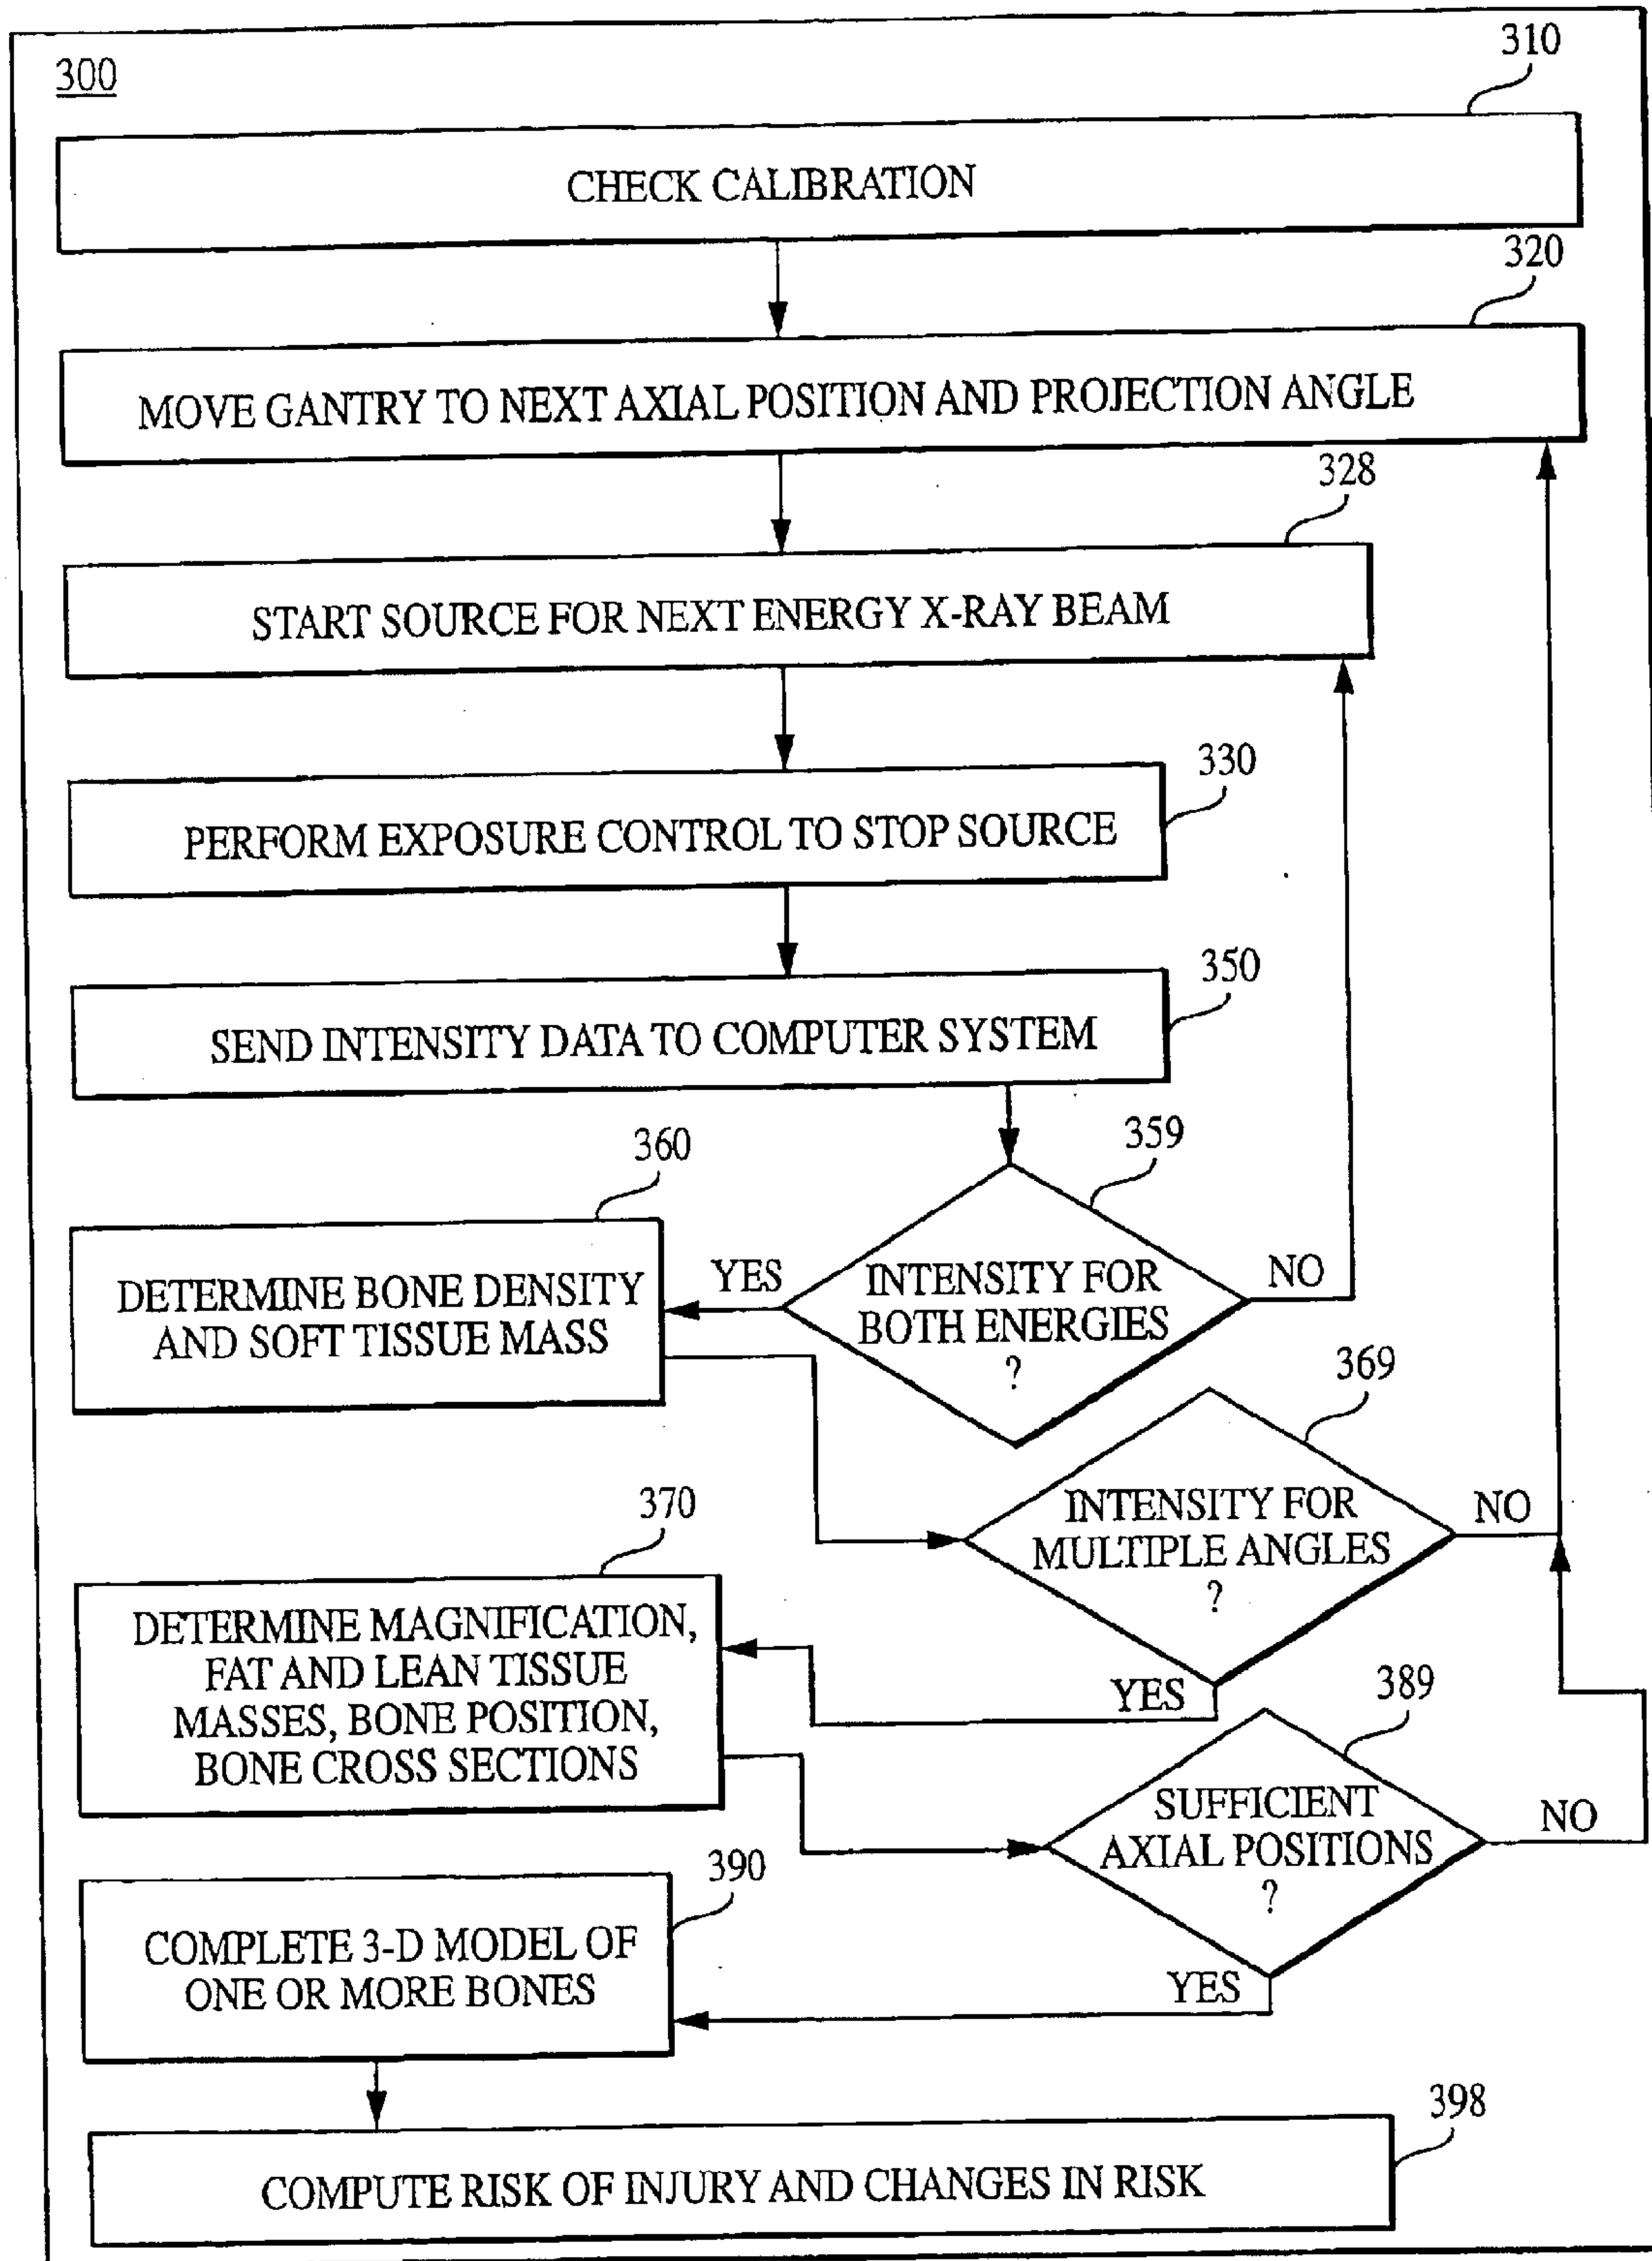 300
310
CHECK CALIBRATION
320
MOVE GANTRY TO NEXT AXIAL POSITION AND PROJECTION ANGLE
328
START SOURCE FOR NEXT ENERGY X-RAY BEAM
330
PERFORM EXPOSURE CONTROL TO STOP SOURCE
350
SEND INTENSITY DATA TO COMPUTER SYSTEM
359
INTENSITY FOR
BOTH ENERGIES
?
YES
NO
360
DETERMINE BONE DENSITY
AND SOFT TISSUE MASS
369
INTENSITY FOR
MULTIPLE ANGLES
?
NO
YES
370
DETERMINE MAGNIFICATION,
FAT AND LEAN TISSUE
MASSES, BONE POSITION,
BONE CROSS SECTIONS
389
SUFFICIENT
AXIAL POSITIONS
?
NO
YES
390
COMPLETE 3-D MODEL OF
ONE OR MORE BONES
398
COMPUTE RISK OF INJURY AND CHANGES IN RISK